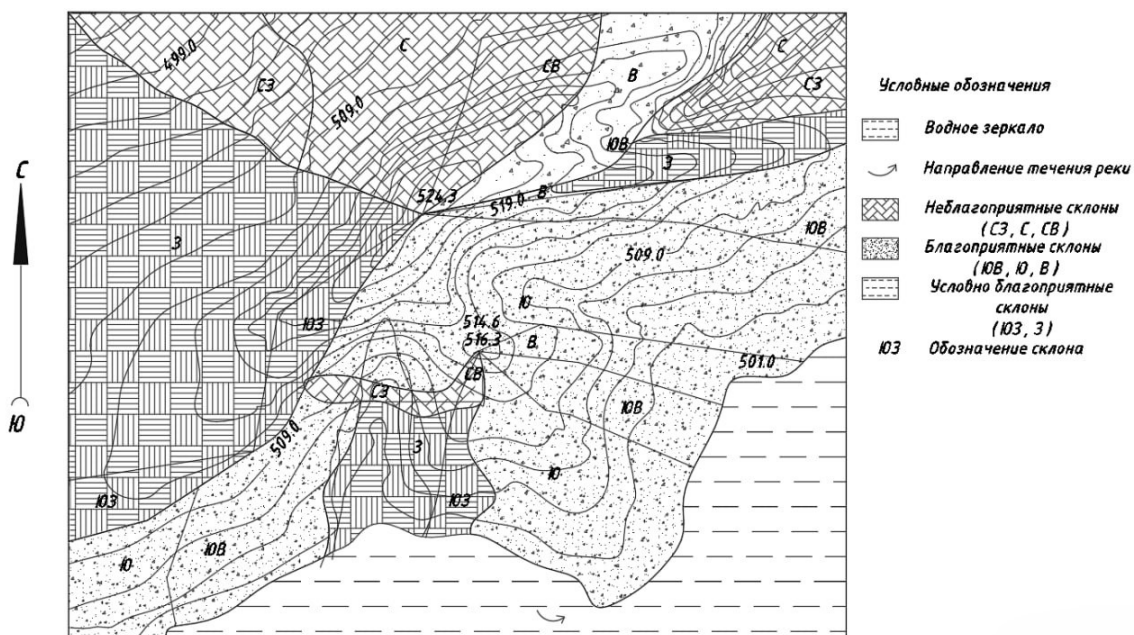 С
Ю
499.0
СЗ
С
509.0
СВ
В
С
СЗ
ЮВ
З
524.3
519.0
В
З
ЮВ
509.0
Ю
ЮЗ
514.6
516.3
В
СВ
501.0
СЗ
ЮВ
509.0
З
Ю
ЮЗ
ЮЗ
ЮВ
Ю
Условные обозначения
Водное зеркало
Направление течения реки
Неблагоприятные склоны
(СЗ, С, СВ)
Благоприятные склоны
(ЮВ, Ю, В)
Условно благоприятные
склоны
(ЮЗ, З)
ЮЗ Обозначение склона